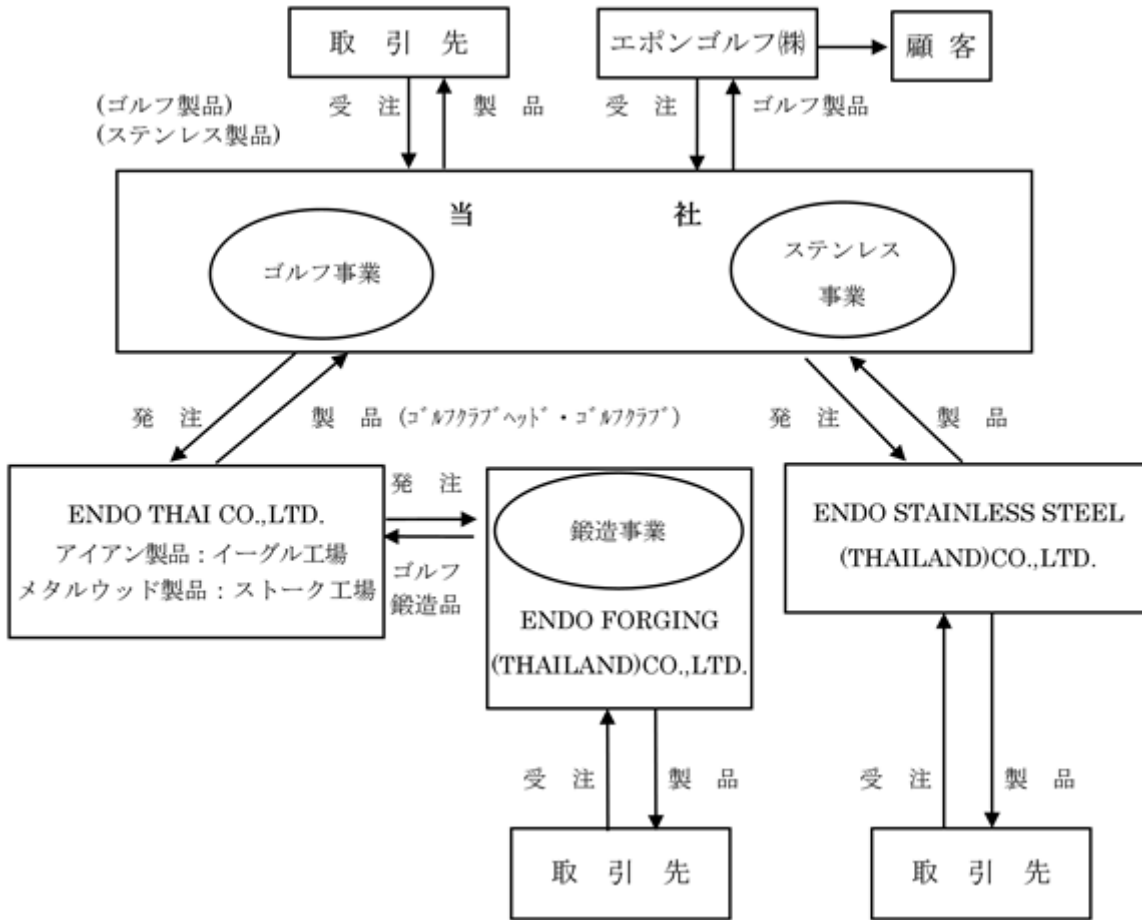 取 引 先
エポンゴルフ㈱
顧 客
(ゴルフ製品)
(ステンレス製品)
受 注
製 品
受 注
ゴルフ製品
当 社
ゴルフ事業
ステンレス
事業
発 注
製 品 (ｺﾞﾙﾌｸﾗﾌﾞﾍｯﾄﾞ・ｺﾞﾙﾌｸﾗﾌﾞ)
発 注
製 品
ENDO THAI CO.,LTD.
アイアン製品：イーグル工場
メタルウッド製品：ストーク工場
発 注
ゴルフ
鍛造品
鍛造事業
ENDO FORGING
(THAILAND)CO.,LTD.
ENDO STAINLESS STEEL
(THAILAND)CO.,LTD.
受 注
製 品
受 注
製 品
取 引 先
取 引 先